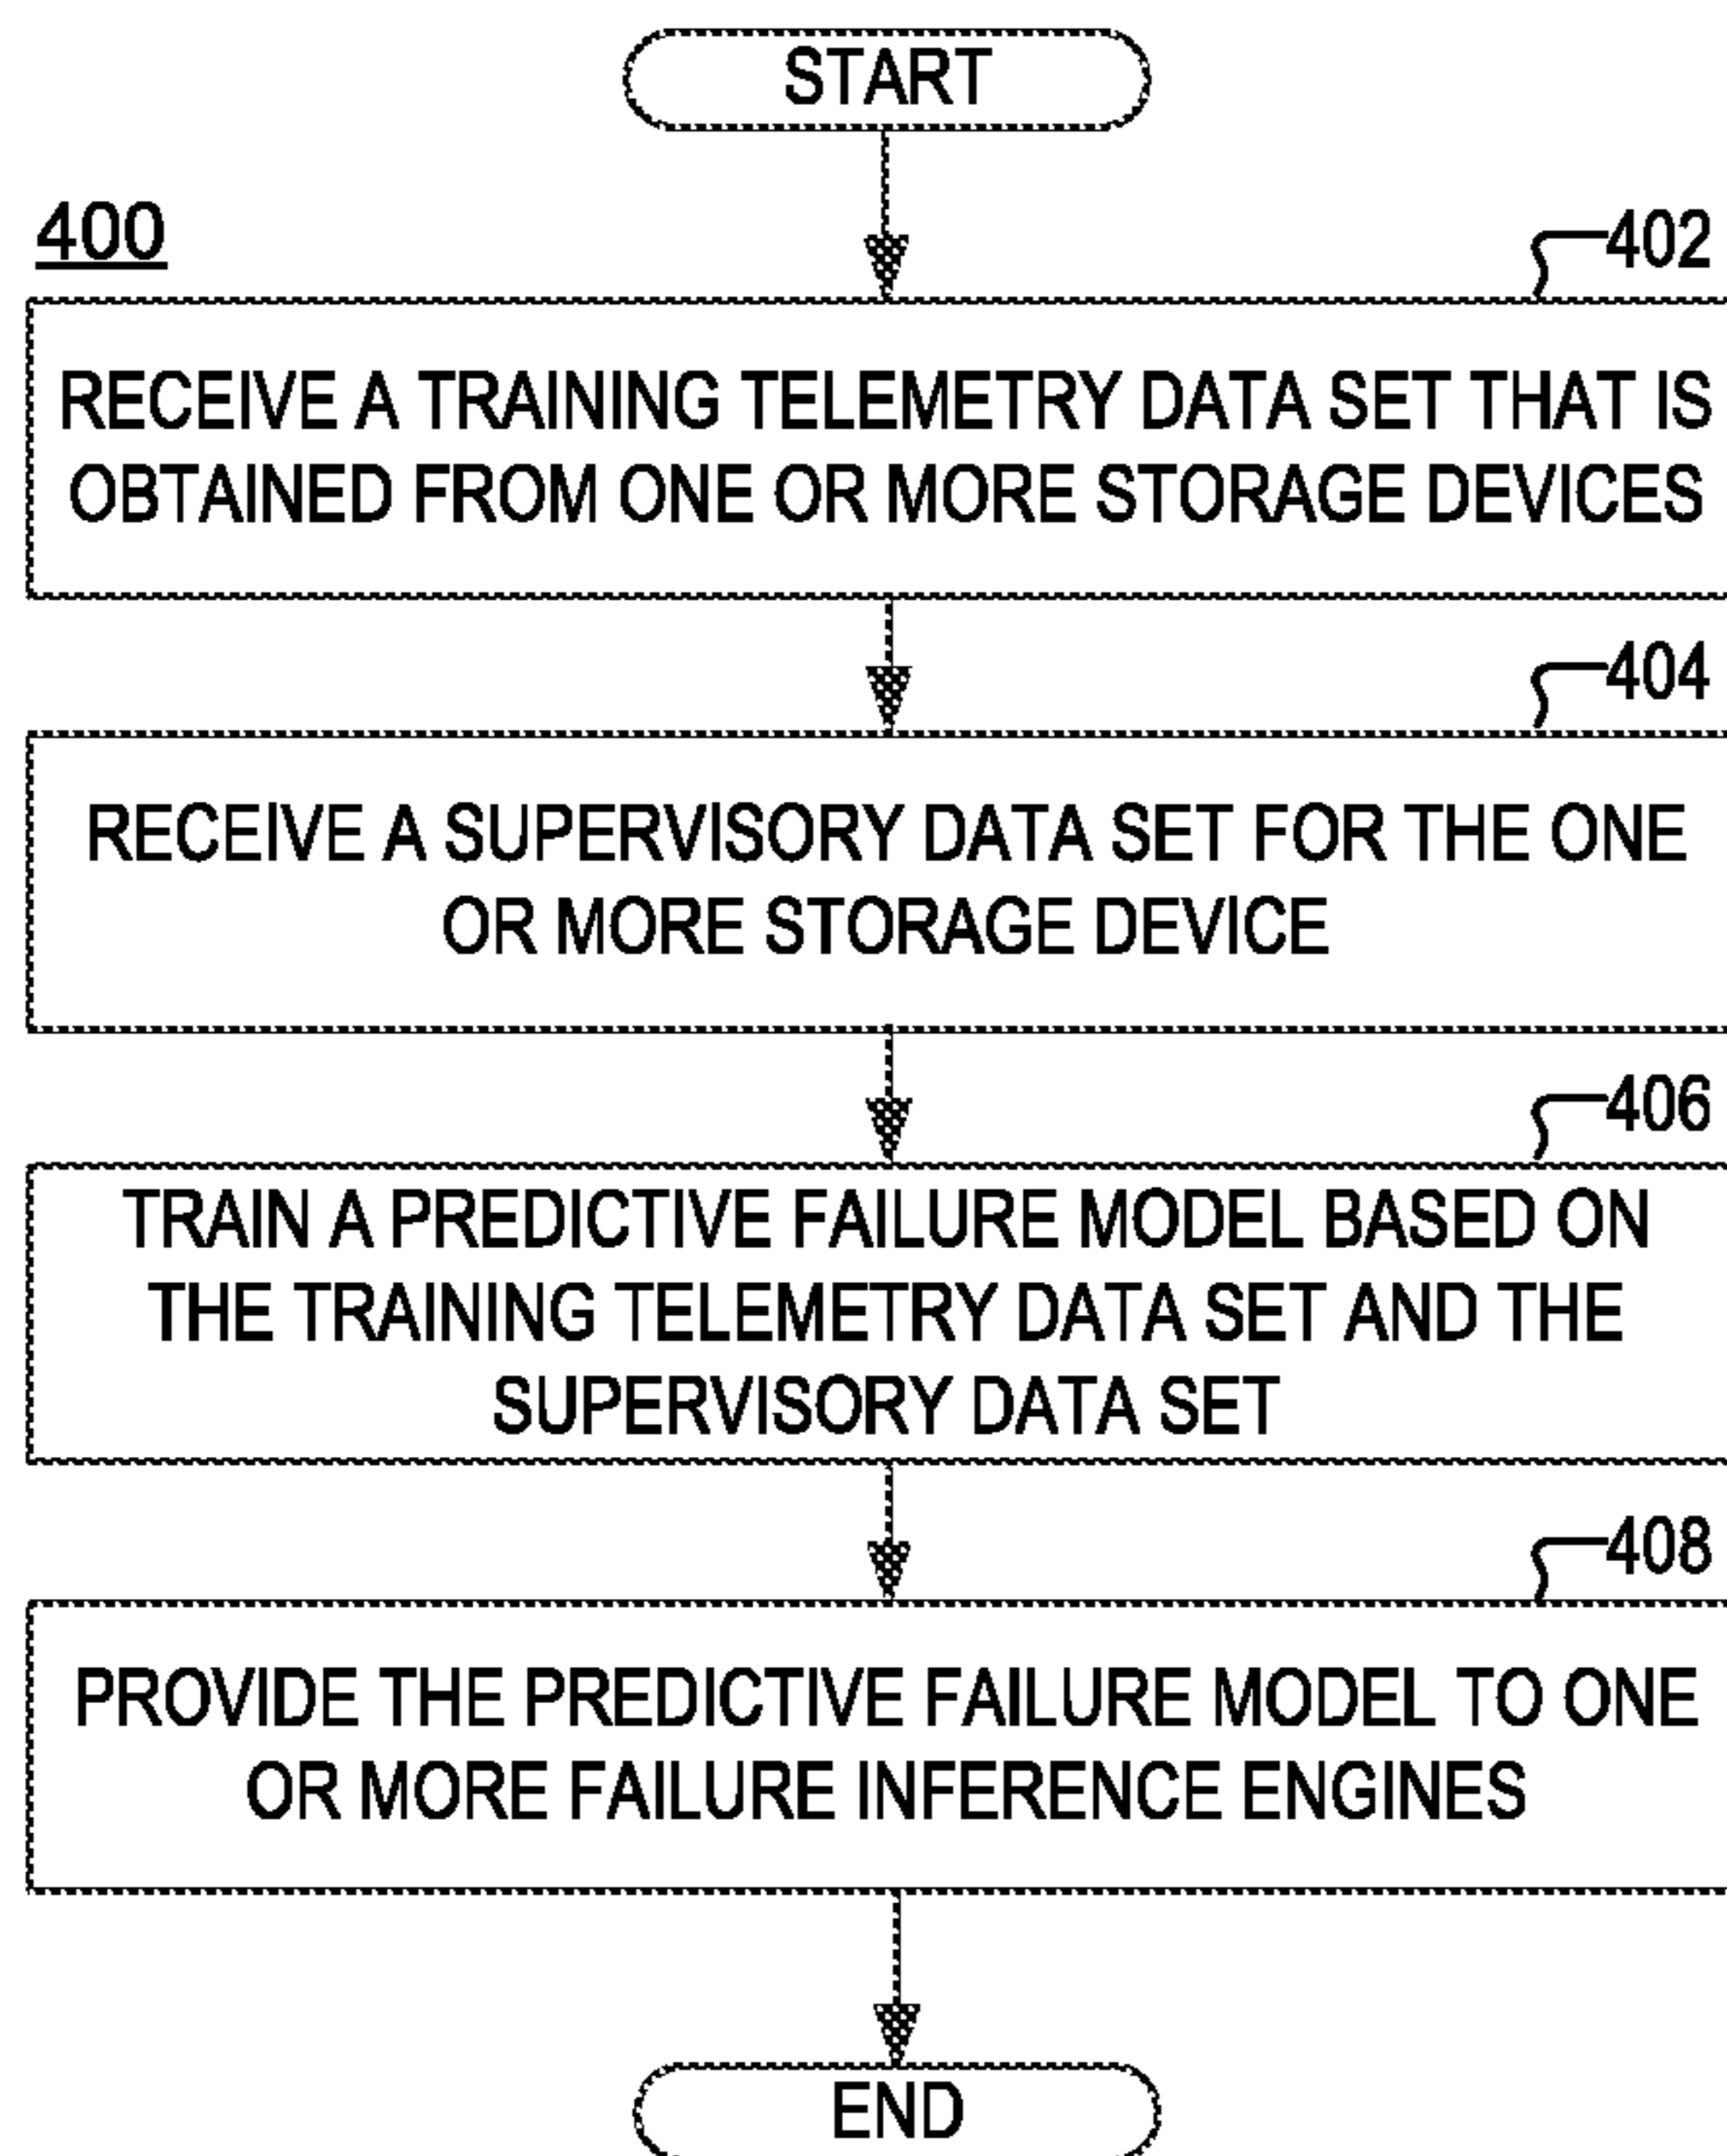 START
400
402
RECEIVE A TRAINING TELEMETRY DATA SET THAT IS
OBTAINED FROM ONE OR MORE STORAGE DEVICES
404
RECEIVE A SUPERVISORY DATA SET FOR THE ONE
OR MORE STORAGE DEVICE
406
TRAIN A PREDICTIVE FAILURE MODEL BASED ON
THE TRAINING TELEMETRY DATA SET AND THE
SUPERVISORY DATA SET
408
PROVIDE THE PREDICTIVE FAILURE MODEL TO ONE
OR MORE FAILURE INFERENCE ENGINES
END